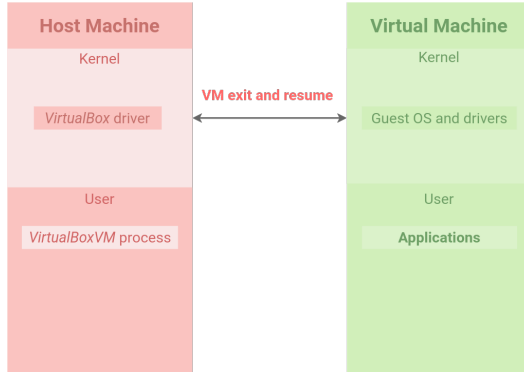 Host Machine
Kernel
VirtualBox driver
User
VirtualBoxVM process
VM exit and resume
Virtual Machine
Kernel
Guest OS and drivers
User
Applications